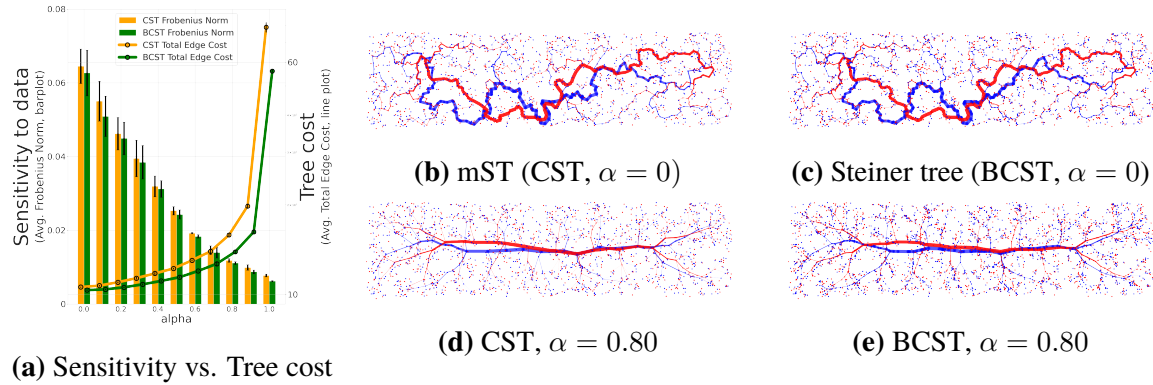 0.08
0.06
0.04
0.02
0
Sensitivity to data
(Avg. Frobenius Norm, barplot)
CST Frobenius Norm
BCST Frobenius Norm
CST Total Edge Cost
BCST Total Edge Cost
60
10
Tree cost
(Avg. Total Edge Cost, line plot)
0.0 0.2 0.4 0.6 0.8 1.0
alpha
(a) Sensitivity vs. Tree cost
(b) mST (CST, α = 0)
(c) Steiner tree (BCST, α = 0)
(d) CST, α = 0.80
(e) BCST, α = 0.80